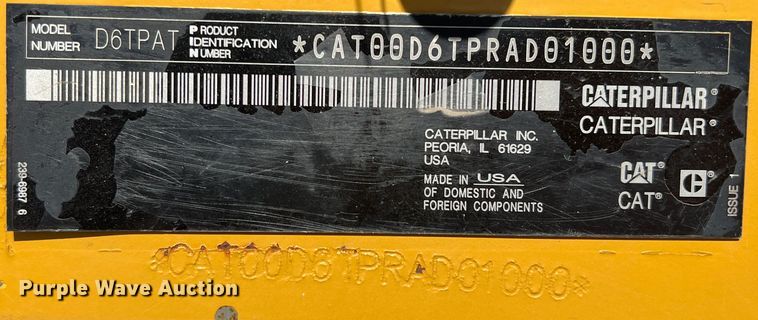 MODEL NUMBER D6TPAT PRODUCT IDENTIFICATION NUMBER *CAT00D6TPRAD01000*
CATERPILLAR®
CATERPILLAR®
CATERPILLAR INC.
PEORIA, IL 61629
USA
MADE IN USA
OF DOMESTIC AND
FOREIGN COMPONENTS
CAT®
CAT®
C®
239-6987 6
ISSUE 1
*CAT00D6TPRAD01000*
Purple Wave Auction